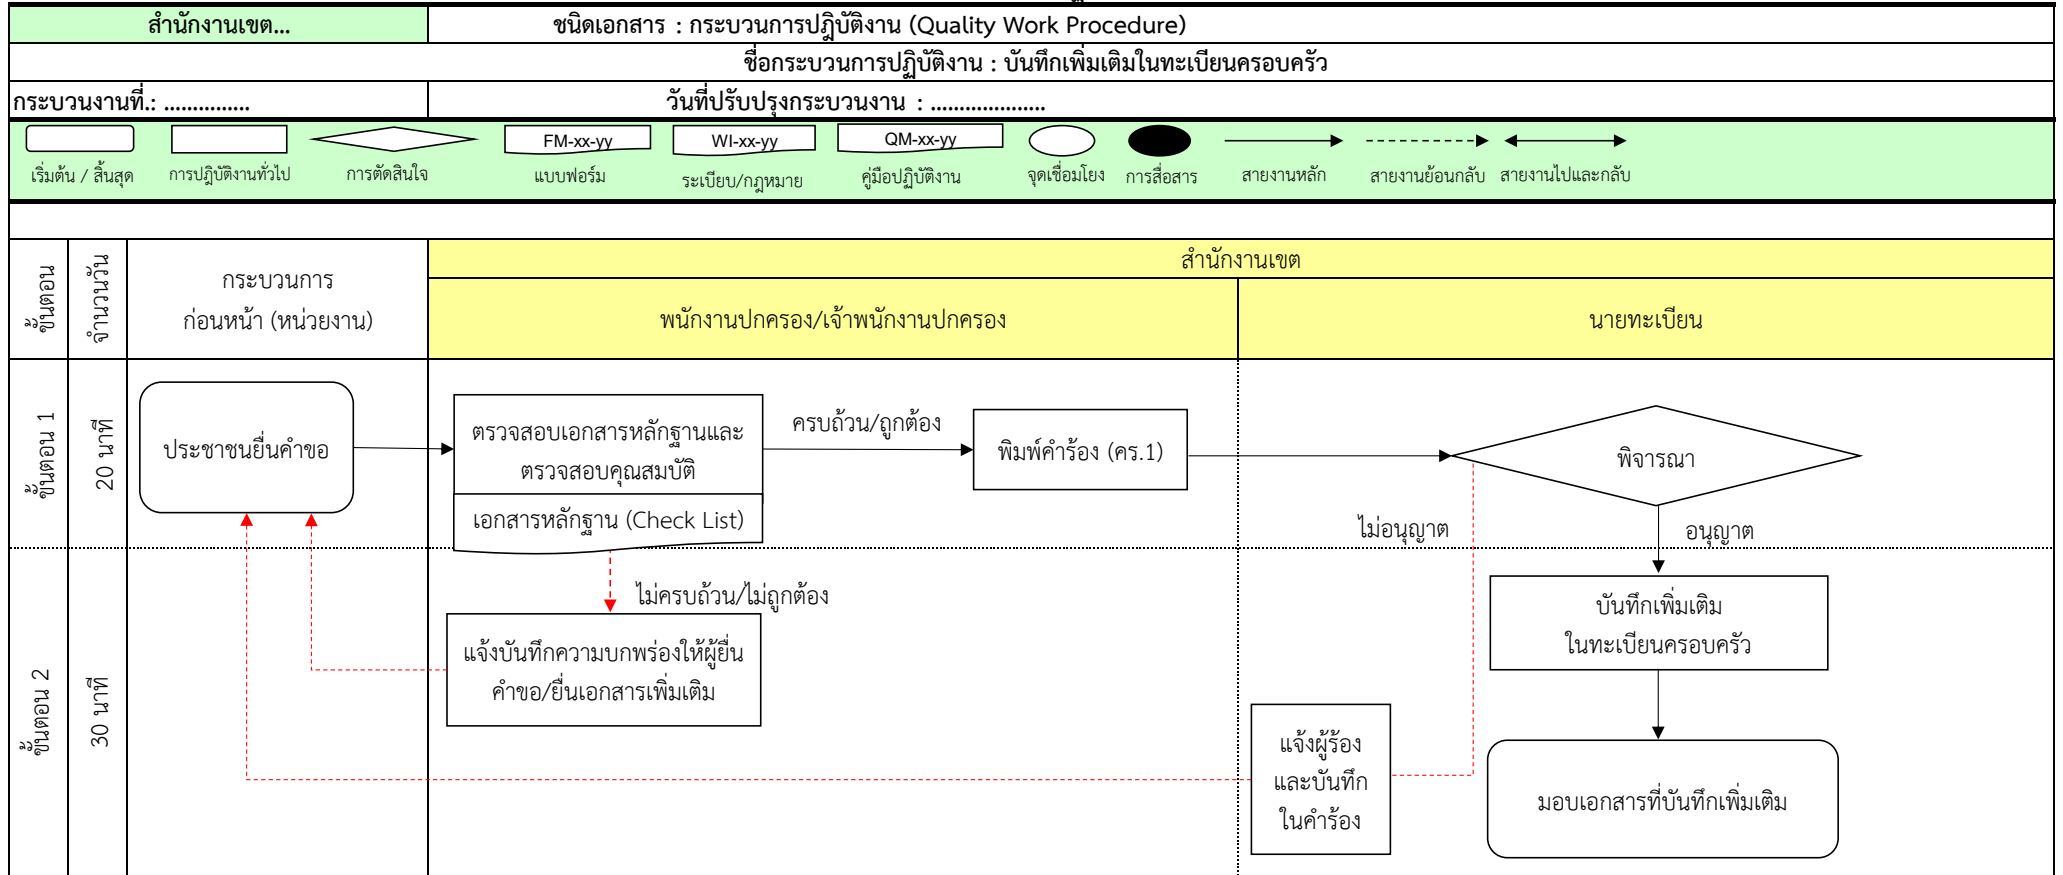 สำนักงานเขต... ชนิดเอกสาร : กระบวนการปฏิบัติงาน (Quality Work Procedure)
ชื่อกระบวนการปฏิบัติงาน : บันทึกเพิ่มเติมในทะเบียนครอบครัว
กระบวนงานที่.: ............... วันที่ปรับปรุงกระบวนงาน : ....................
FM-xx-yy WI-xx-yy QM-xx-yy
เริ่มต้น / สิ้นสุด การปฎิบัติงานทั่วไป การตัดสินใจ แบบฟอร์ม ระเบียบ/กฎหมาย คู่มือปฏิบัติงาน จุดเชื่อมโยง การสื่อสาร สายงานหลัก สายงานย้อนกลับ สายงานไปและกลับ
ขั้นตอน
จำนวนวัน
กระบวนการ
ก่อนหน้า (หน่วยงาน)
สำนักงานเขต
พนักงานปกครอง/เจ้าพนักงานปกครอง
นายทะเบียน
ขั้นตอน 1
20 นาที
ประชาชนยื่นคำขอ
ตรวจสอบเอกสารหลักฐานและ
ตรวจสอบคุณสมบัติ
เอกสารหลักฐาน (Check List)
ครบถ้วน/ถูกต้อง
พิมพ์คำร้อง (คร.1)
พิจารณา
ไม่อนุญาต
อนุญาต
ขั้นตอน 2
30 นาที
ไม่ครบถ้วน/ไม่ถูกต้อง
แจ้งบันทึกความบกพร่องให้ผู้ยื่น
คำขอ/ยื่นเอกสารเพิ่มเติม
บันทึกเพิ่มเติม
ในทะเบียนครอบครัว
แจ้งผู้ร้อง
และบันทึก
ในคำร้อง
มอบเอกสารที่บันทึกเพิ่มเติม